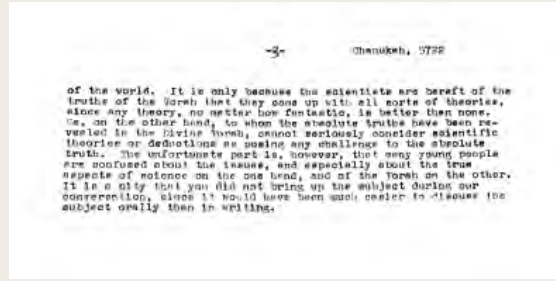 -2-
Chanukah, 5722
of the world. It is only because the scientists are bereft of the
truths of the Torah that they come up with all sorts of theories,
since any theory, no matter how fantastic, is better than none.
We, on the other hand, to whom the absolute truths have been re-
vealed in the Divine Torah, cannot seriously consider scientific
theories or deductions as posing any challenge to the absolute
truth. The unfortunate part is, however, that many young people
are confused about the issues, and especially about the true
aspects of science on the one hand, and of the Torah on the other.
It is a pity that you did not bring up the subject during our
conversation, since it would have been much easier to discuss the
subject orally than in writing.